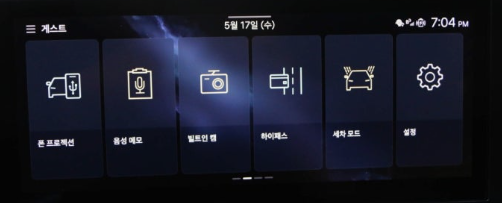 게스트
5월 17일 (수)
7:04 PM
폰 프로젝션
음성 메모
빌트인 캠
하이패스
세차 모드
설정